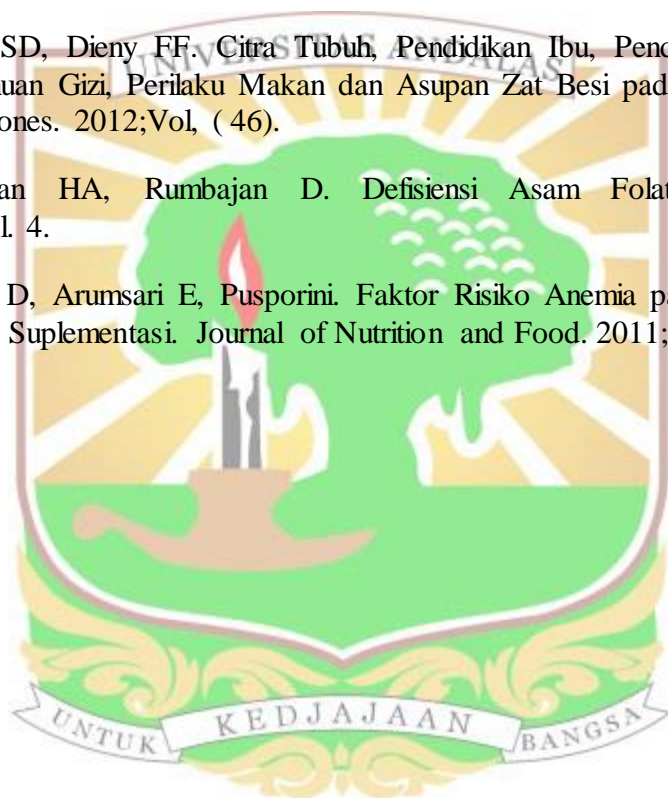 SD, Dieny FF. Citra Tubuh, Pendidikan Ibu, Pend
uan Gizi, Perilaku Makan dan Asupan Zat Besi pad
ones. 2012;Vol, ( 46).
an HA, Rumbajan D. Defisiensi Asam Folat
l. 4.
D, Arumsari E, Pusporini. Faktor Risiko Anemia pa
Suplementasi. Journal of Nutrition and Food. 2011;
UNIVERSITAS ANDALAS
UNTUK KEDJAJAAN BANGSA